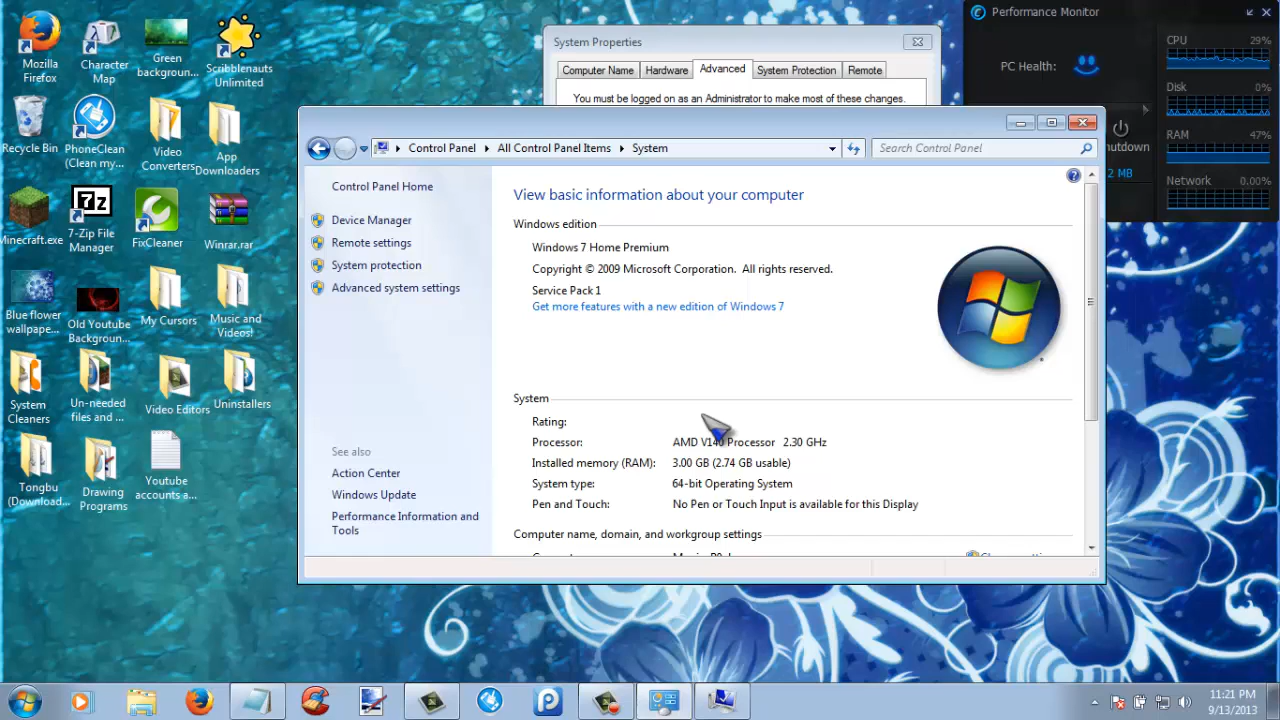 Mozilla
Firefox
Character
Map
Green
backgroun...
Scribblenauts
Unlimited
Recycle Bin
PhoneClean
(Clean my...
Video
Converters
App
Downloaders
Minecraft.exe
7-Zip File
Manager
FixCleaner
Winrar.rar
Blue flower
wallpape...
Old Youtube
Backgroun...
My Cursors
Music and
Videos!
System
Cleaners
Un-needed
files and ...
Video Editors
Uninstallers
Tongbu
(Download...
Drawing
Programs
Youtube
accounts a...
System Properties
Computer Name
Hardware
Advanced
System Protection
Remote
You must be logged on as an Administrator to make most of these changes.
Performance Monitor
PC Health:
CPU 29%
Disk 0%
RAM 47%
Network 0.00%
2 MB
Control Panel
All Control Panel Items
System
Search Control Panel
Control Panel Home
Device Manager
Remote settings
System protection
Advanced system settings
See also
Action Center
Windows Update
Performance Information and
Tools
View basic information about your computer
Windows edition
Windows 7 Home Premium
Copyright © 2009 Microsoft Corporation. All rights reserved.
Service Pack 1
Get more features with a new edition of Windows 7
System
Rating:
Processor: AMD V140 Processor 2.30 GHz
Installed memory (RAM): 3.00 GB (2.74 GB usable)
System type: 64-bit Operating System
Pen and Touch: No Pen or Touch Input is available for this Display
Computer name, domain, and workgroup settings
11:21 PM
9/13/2013